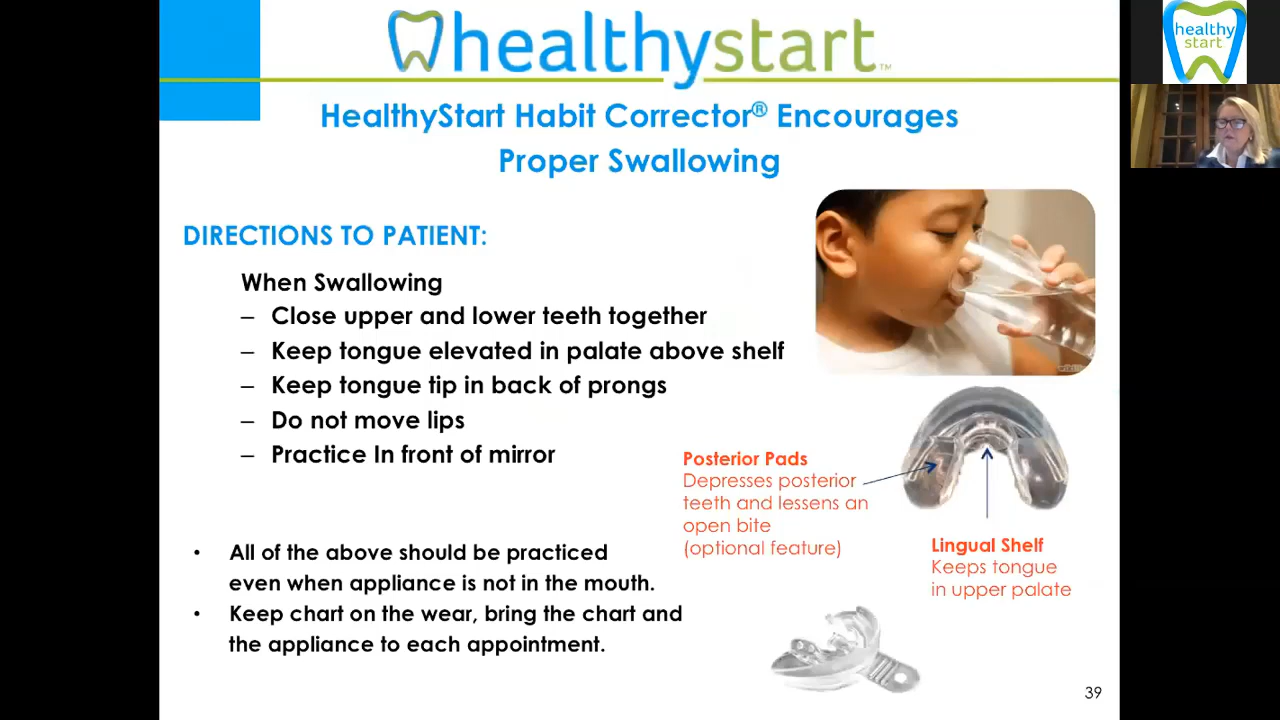 healthystart™
healthy
start
HealthyStart Habit Corrector® Encourages
Proper Swallowing
DIRECTIONS TO PATIENT:
When Swallowing
– Close upper and lower teeth together
– Keep tongue elevated in palate above shelf
– Keep tongue tip in back of prongs
– Do not move lips
– Practice In front of mirror
Posterior Pads
Depresses posterior
teeth and lessens an
open bite
(optional feature)
Lingual Shelf
Keeps tongue
in upper palate
• All of the above should be practiced
even when appliance is not in the mouth.
• Keep chart on the wear, bring the chart and
the appliance to each appointment.
39